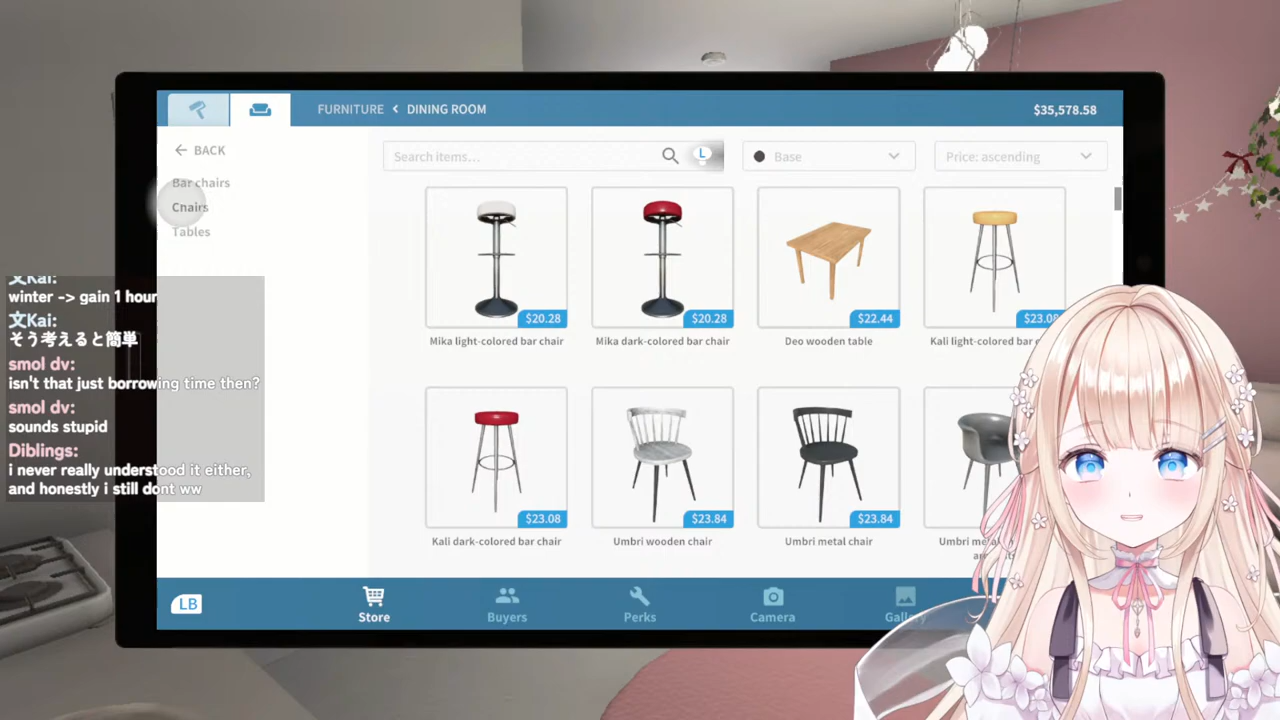 FURNITURE < DINING ROOM
$35,578.58
BACK
Search items...
L
Base
Price: ascending
Bar chairs
Chairs
Tables
$20.28
$20.28
$22.44
$23.08
Mika light-colored bar chair
Mika dark-colored bar chair
Deo wooden table
Kali light-colored bar
$23.08
$23.84
$23.84
Kali dark-colored bar chair
Umbri wooden chair
Umbri metal chair
Umbri
文Kai:
winter -> gain 1 hour
文Kai:
そう考えると簡単
smol dv:
isn't that just borrowing time then?
smol dv:
sounds stupid
Diblings:
i never really understood it either,
and honestly i still dont ww
LB
Store
Buyers
Perks
Camera
Gallery